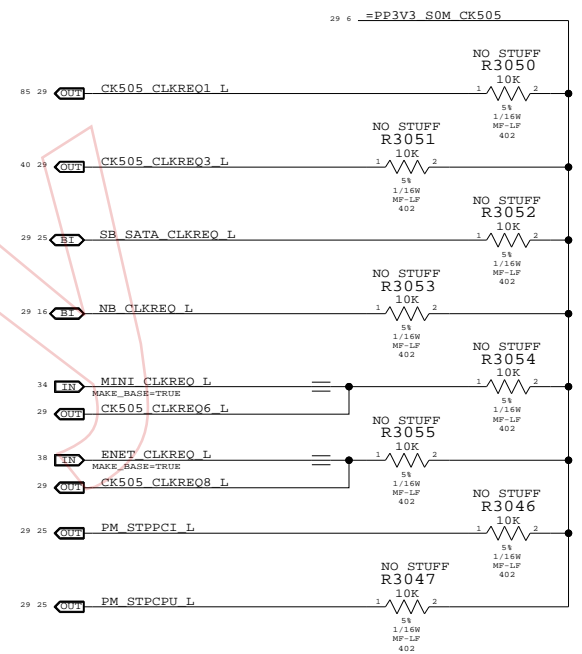 29 6 =PP3V3_S0M_CK505
NO STUFF
R3050
10K
85 29 OUT CK505_CLKREQ1_L 1 2
5%
1/16W
MF-LF
402
NO STUFF
R3051
10K
40 29 OUT CK505_CLKREQ3_L 1 2
5%
1/16W
MF-LF
402
NO STUFF
R3052
10K
29 25 BI SB_SATA_CLKREQ_L 1 2
5%
1/16W
MF-LF
402
NO STUFF
R3053
10K
29 16 BI NB_CLKREQ_L 1 2
5%
1/16W
MF-LF
402
NO STUFF
R3054
10K
34 IN MINI_CLKREQ_L 1 2
MAKE_BASE=TRUE
5%
1/16W
MF-LF
402
29 OUT CK505_CLKREQ6_L
NO STUFF
R3055
10K
38 IN ENET_CLKREQ_L 1 2
MAKE_BASE=TRUE
5%
1/16W
MF-LF
402
29 OUT CK505_CLKREQ8_L
NO STUFF
R3046
10K
29 25 OUT PM_STPPCI_L 1 2
5%
1/16W
MF-LF
402
NO STUFF
R3047
10K
29 25 OUT PM_STPCPU_L 1 2
5%
1/16W
MF-LF
402